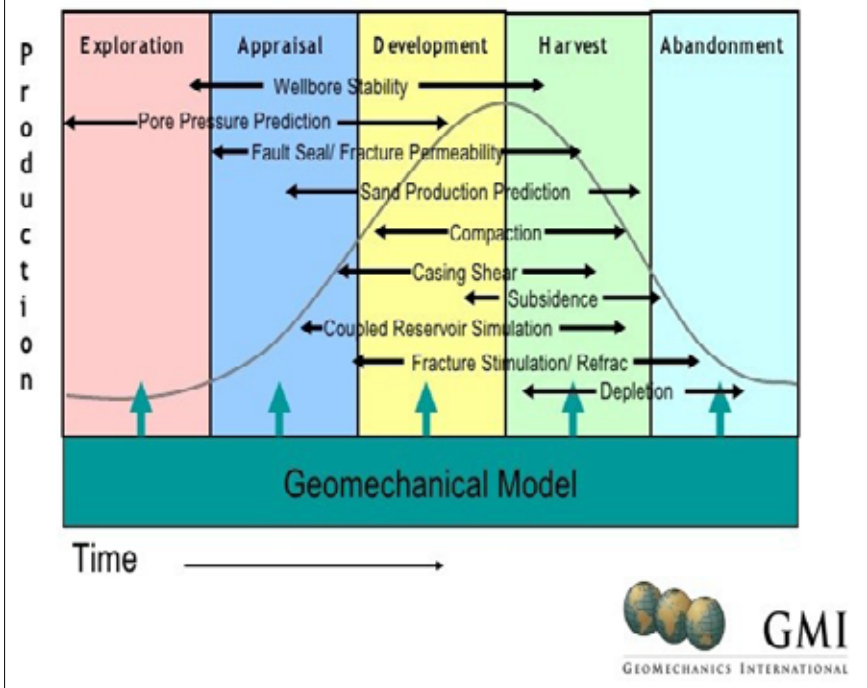 Production
Exploration Appraisal Development Harvest Abandonment
Wellbore Stability
Pore Pressure Prediction
Fault Seal/ Fracture Permeability
Sand Production Prediction
Compaction
Casing Shear
Subsidence
Coupled Reservoir Simulation
Fracture Stimulation/ Refrac
Depletion
Geomechanical Model
Time
GMI
GEOMECHANICS INTERNATIONAL